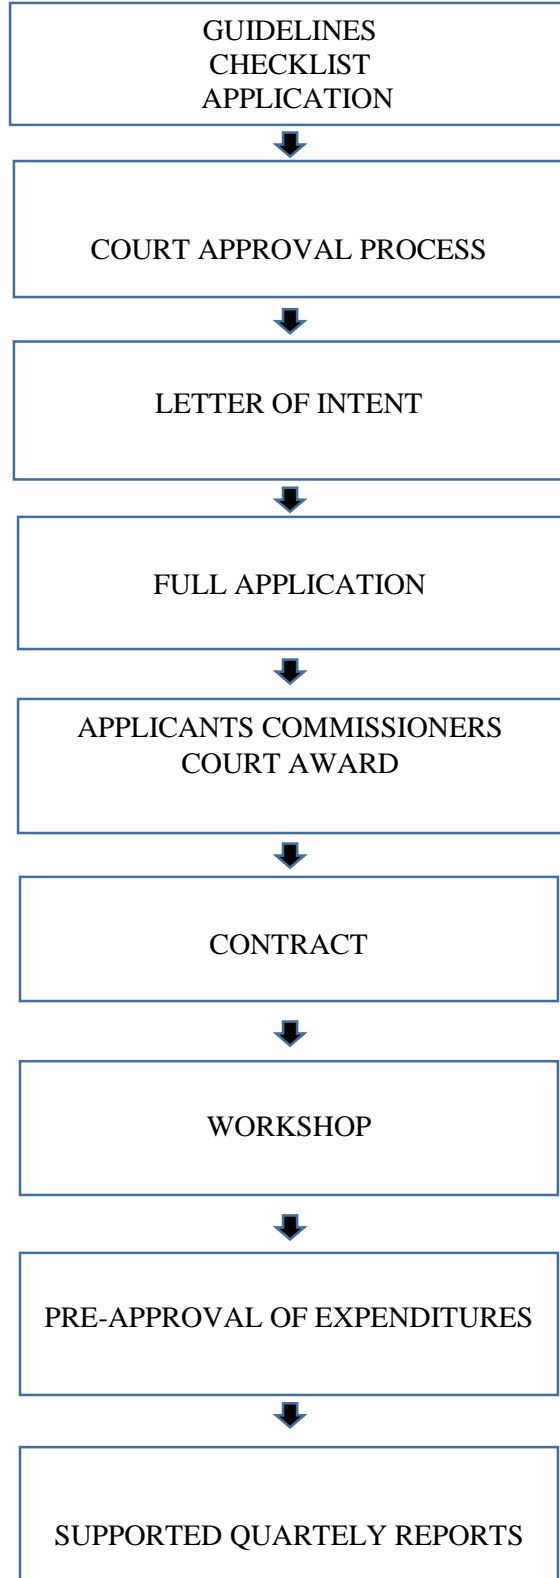 GUIDELINES
CHECKLIST
APPLICATION
COURT APPROVAL PROCESS
LETTER OF INTENT
FULL APPLICATION
APPLICANTS COMMISSIONERS
COURT AWARD
CONTRACT
WORKSHOP
PRE-APPROVAL OF EXPENDITURES
SUPPORTED QUARTELY REPORTS